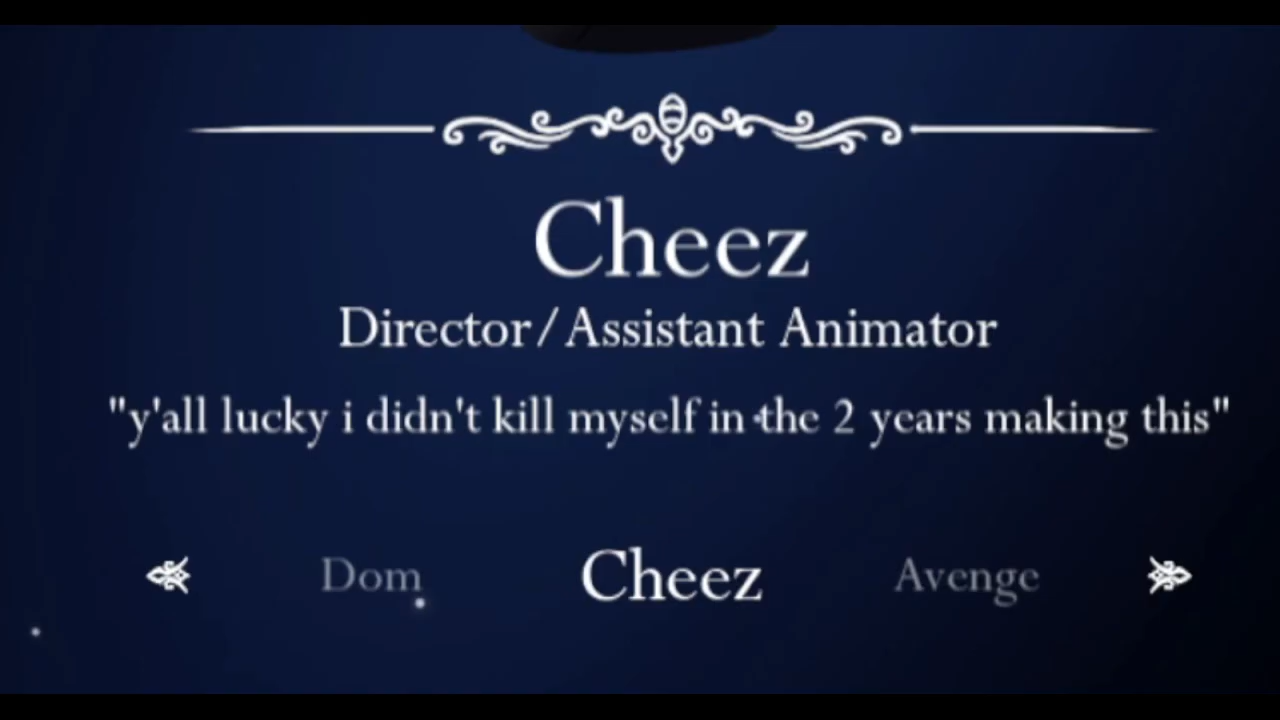 Cheez
Director/Assistant Animator
"y'all lucky i didn't kill myself in the 2 years making this"
Dom Cheez Avenge